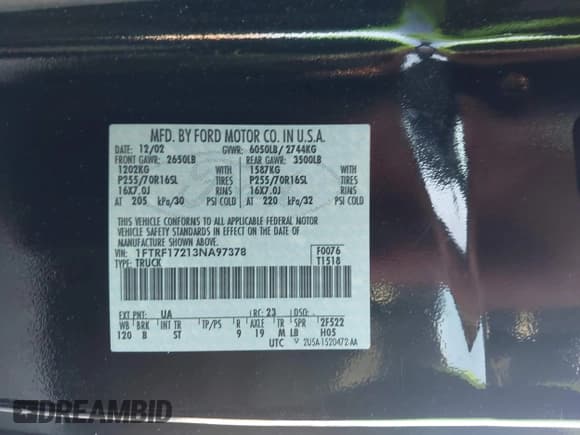 MFD. BY FORD MOTOR CO. IN U.S.A.
DATE: 12/02 GVWR: 6050LB/ 2744KG
FRONT GAWR: 2650LB REAR GAWR: 3500LB
1202KG WITH 1587KG WITH
P255/70R16SL TIRES P255/70R16SL TIRES
16X7.0J RIMS 16X7.0J RIMS
AT 205 kPa/30 PSI COLD AT 220 kPa/32 PSI COLD
THIS VEHICLE CONFORMS TO ALL APPLICABLE FEDERAL MOTOR
VEHICLE SAFETY STANDARDS IN EFFECT ON THE DATE OF
MANUFACTURE SHOWN ABOVE.
VIN: 1FTRF17213NA97378 F0076
TYPE: TRUCK T1518
EXT PNT: UA RC: 23 DSO:
WB BRK INT TR TP/PS R AXLE TR SPR 2F522
120 B ST 9 19 M LB H05
UTC 2U5A-1520472-AA
DREAMBID